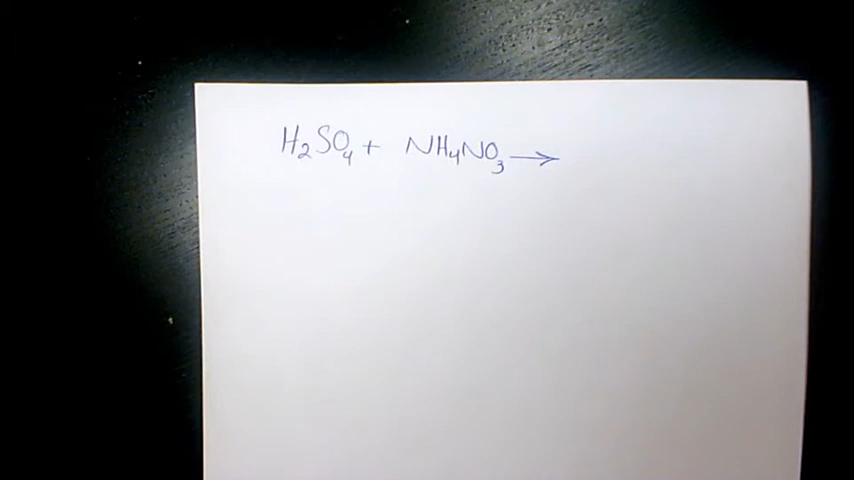 H₂SO₄ + NH₄NO₃ →